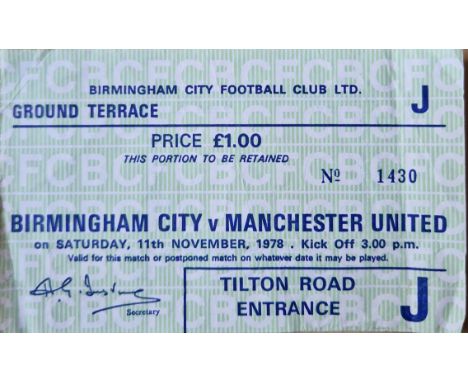 BIRMINGHAM CITY FOOTBALL CLUB LTD.
J
GROUND TERRACE
PRICE £1.00
THIS PORTION TO BE RETAINED
Nº 1430
BIRMINGHAM CITY v MANCHESTER UNITED
on SATURDAY, 11th NOVEMBER, 1978 . Kick Off 3.00 p.m.
Valid for this match or postponed match on whatever date it may be played.
Secretary
TILTON ROAD
ENTRANCE
J